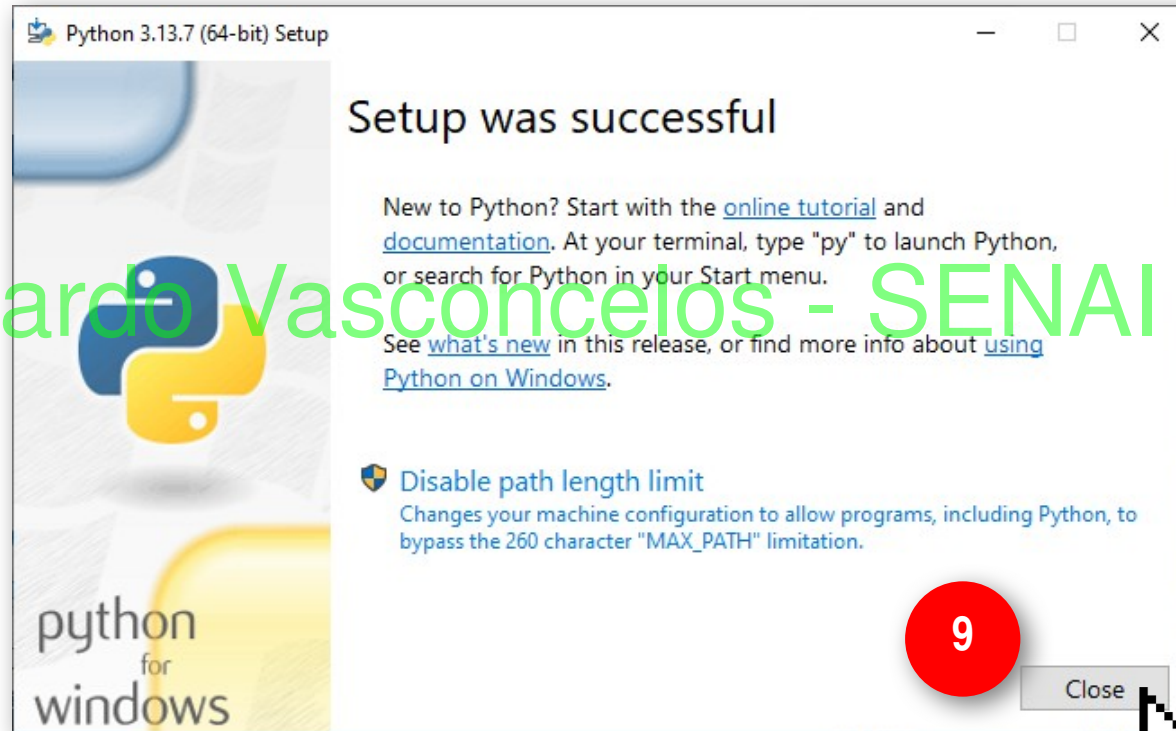 Python 3.13.7 (64-bit) Setup
Setup was successful
New to Python? Start with the online tutorial and
documentation. At your terminal, type "py" to launch Python,
or search for Python in your Start menu.
ardo Vasconcelos - SENAI
See what's new in this release, or find more info about using
Python on Windows.
Disable path length limit
Changes your machine configuration to allow programs, including Python, to
bypass the 260 character "MAX_PATH" limitation.
python
for
windows
9
Close